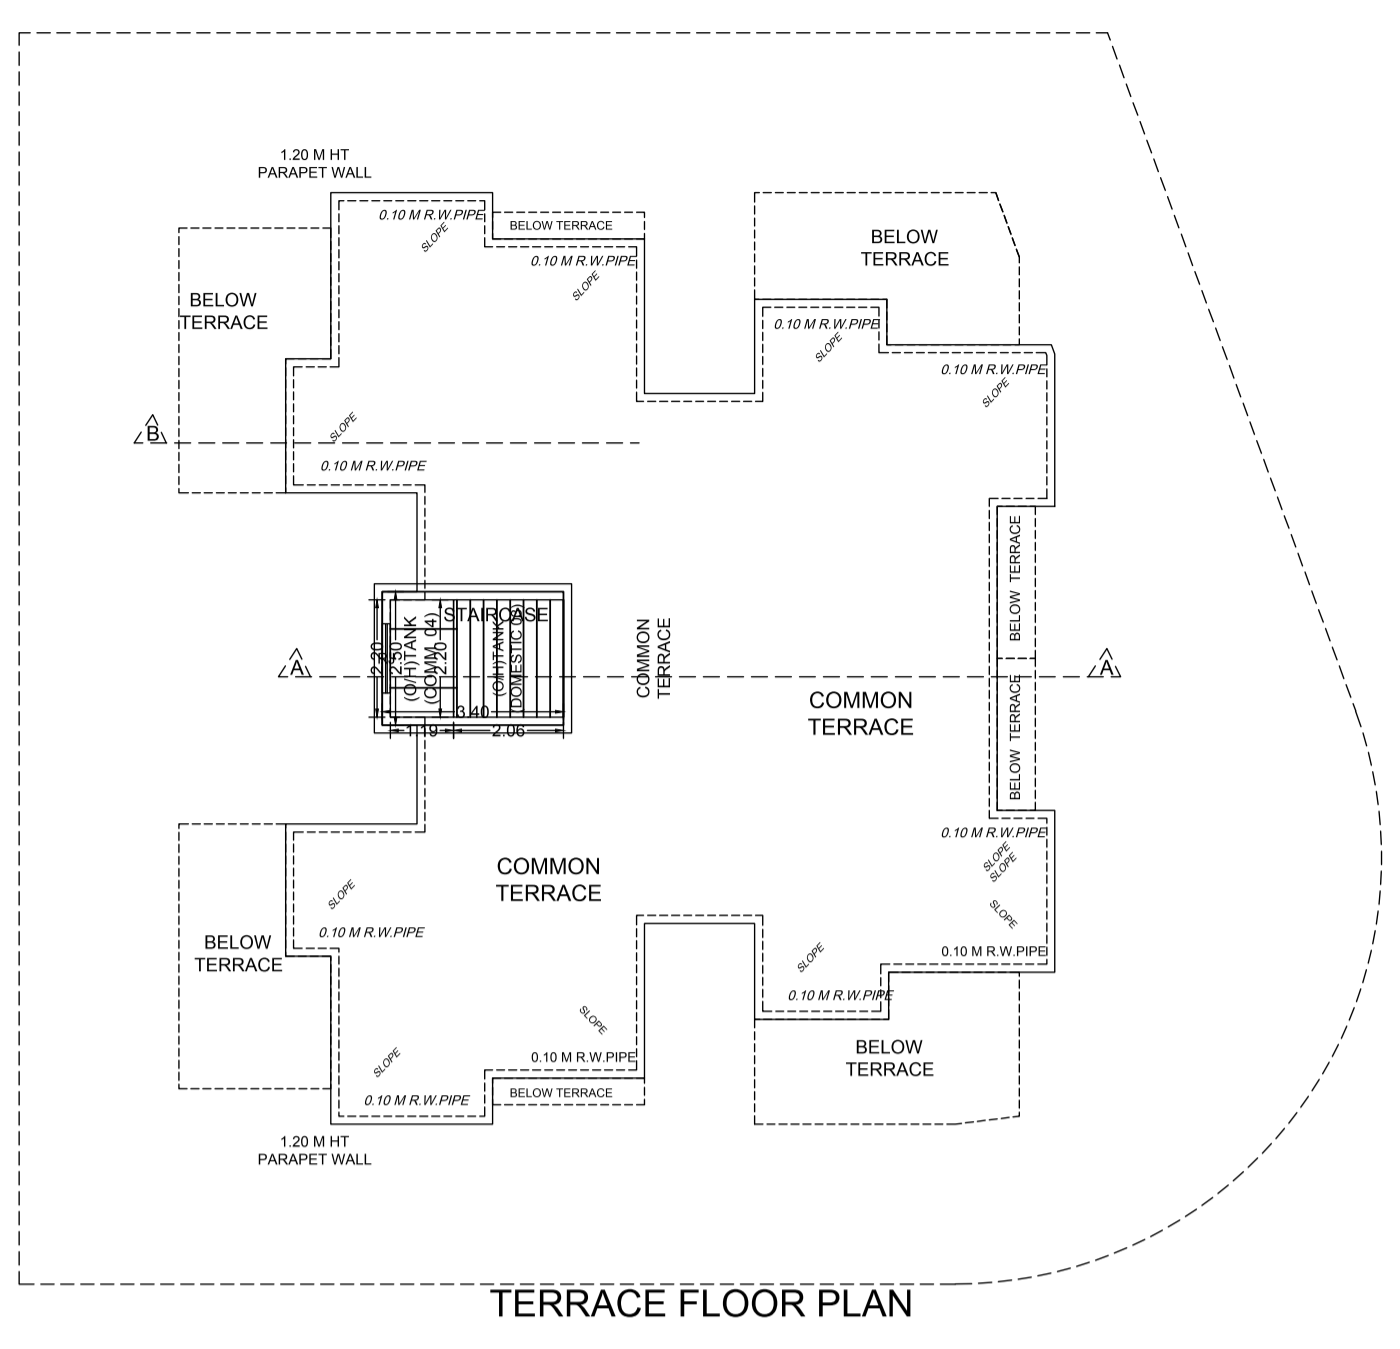 1.20 M HT
PARAPET WALL
0.10 M R.W.PIPE
SLOPE
BELOW TERRACE
0.10 M R.W.PIPE
SLOPE
BELOW
TERRACE
BELOW
TERRACE
0.10 M R.W.PIPE
SLOPE
0.10 M R.W.PIPE
SLOPE
B
SLOPE
0.10 M R.W.PIPE
BELOW TERRACE
STAIRCASE
2.20
2.50
(O/H)TANK
(COMM 04)
2.20
(O/H)TANK
(DOMESTIC 03)
3.40
1.19
2.06
COMMON
TERRACE
A
A
COMMON
TERRACE
BELOW TERRACE
0.10 M R.W.PIPE
SLOPE
SLOPE
SLOPE
0.10 M R.W.PIPE
COMMON
TERRACE
SLOPE
0.10 M R.W.PIPE
BELOW
TERRACE
SLOPE
0.10 M R.W.PIPE
SLOPE
0.10 M R.W.PIPE
BELOW
TERRACE
SLOPE
0.10 M R.W.PIPE
BELOW TERRACE
1.20 M HT
PARAPET WALL
TERRACE FLOOR PLAN